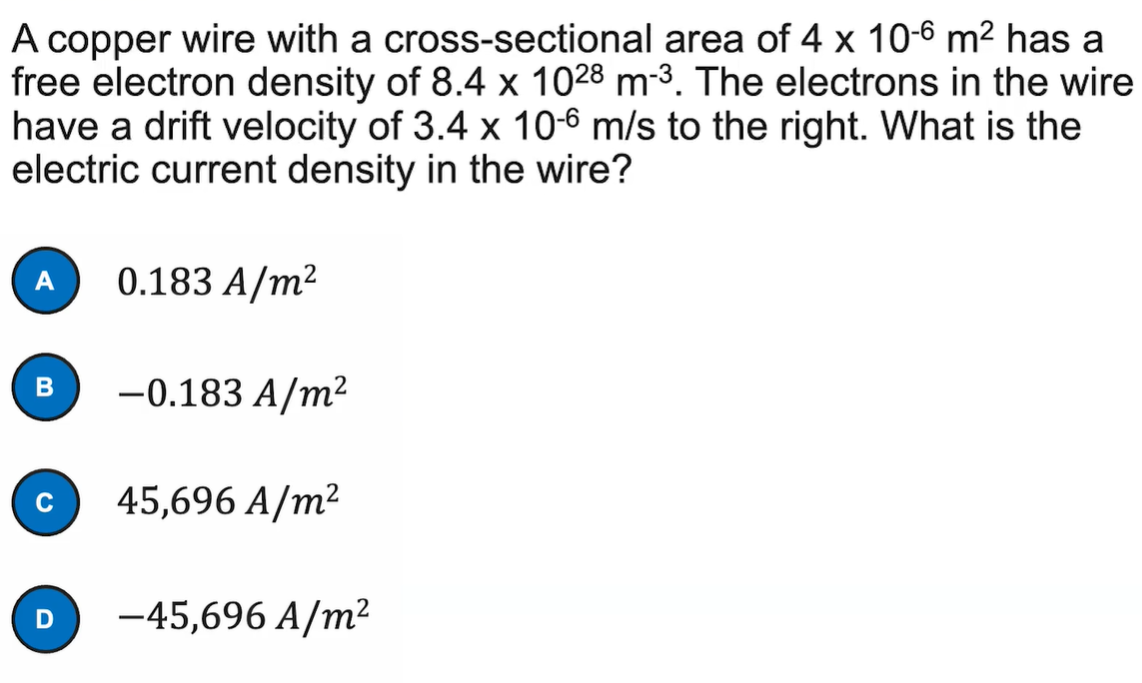 A copper wire with a cross-sectional area of 4 x 10⁻⁶ m² has a
free electron density of 8.4 x 10²⁸ m⁻³. The electrons in the wire
have a drift velocity of 3.4 x 10⁻⁶ m/s to the right. What is the
electric current density in the wire?
A 0.183 A/m²
B −0.183 A/m²
C 45,696 A/m²
D −45,696 A/m²